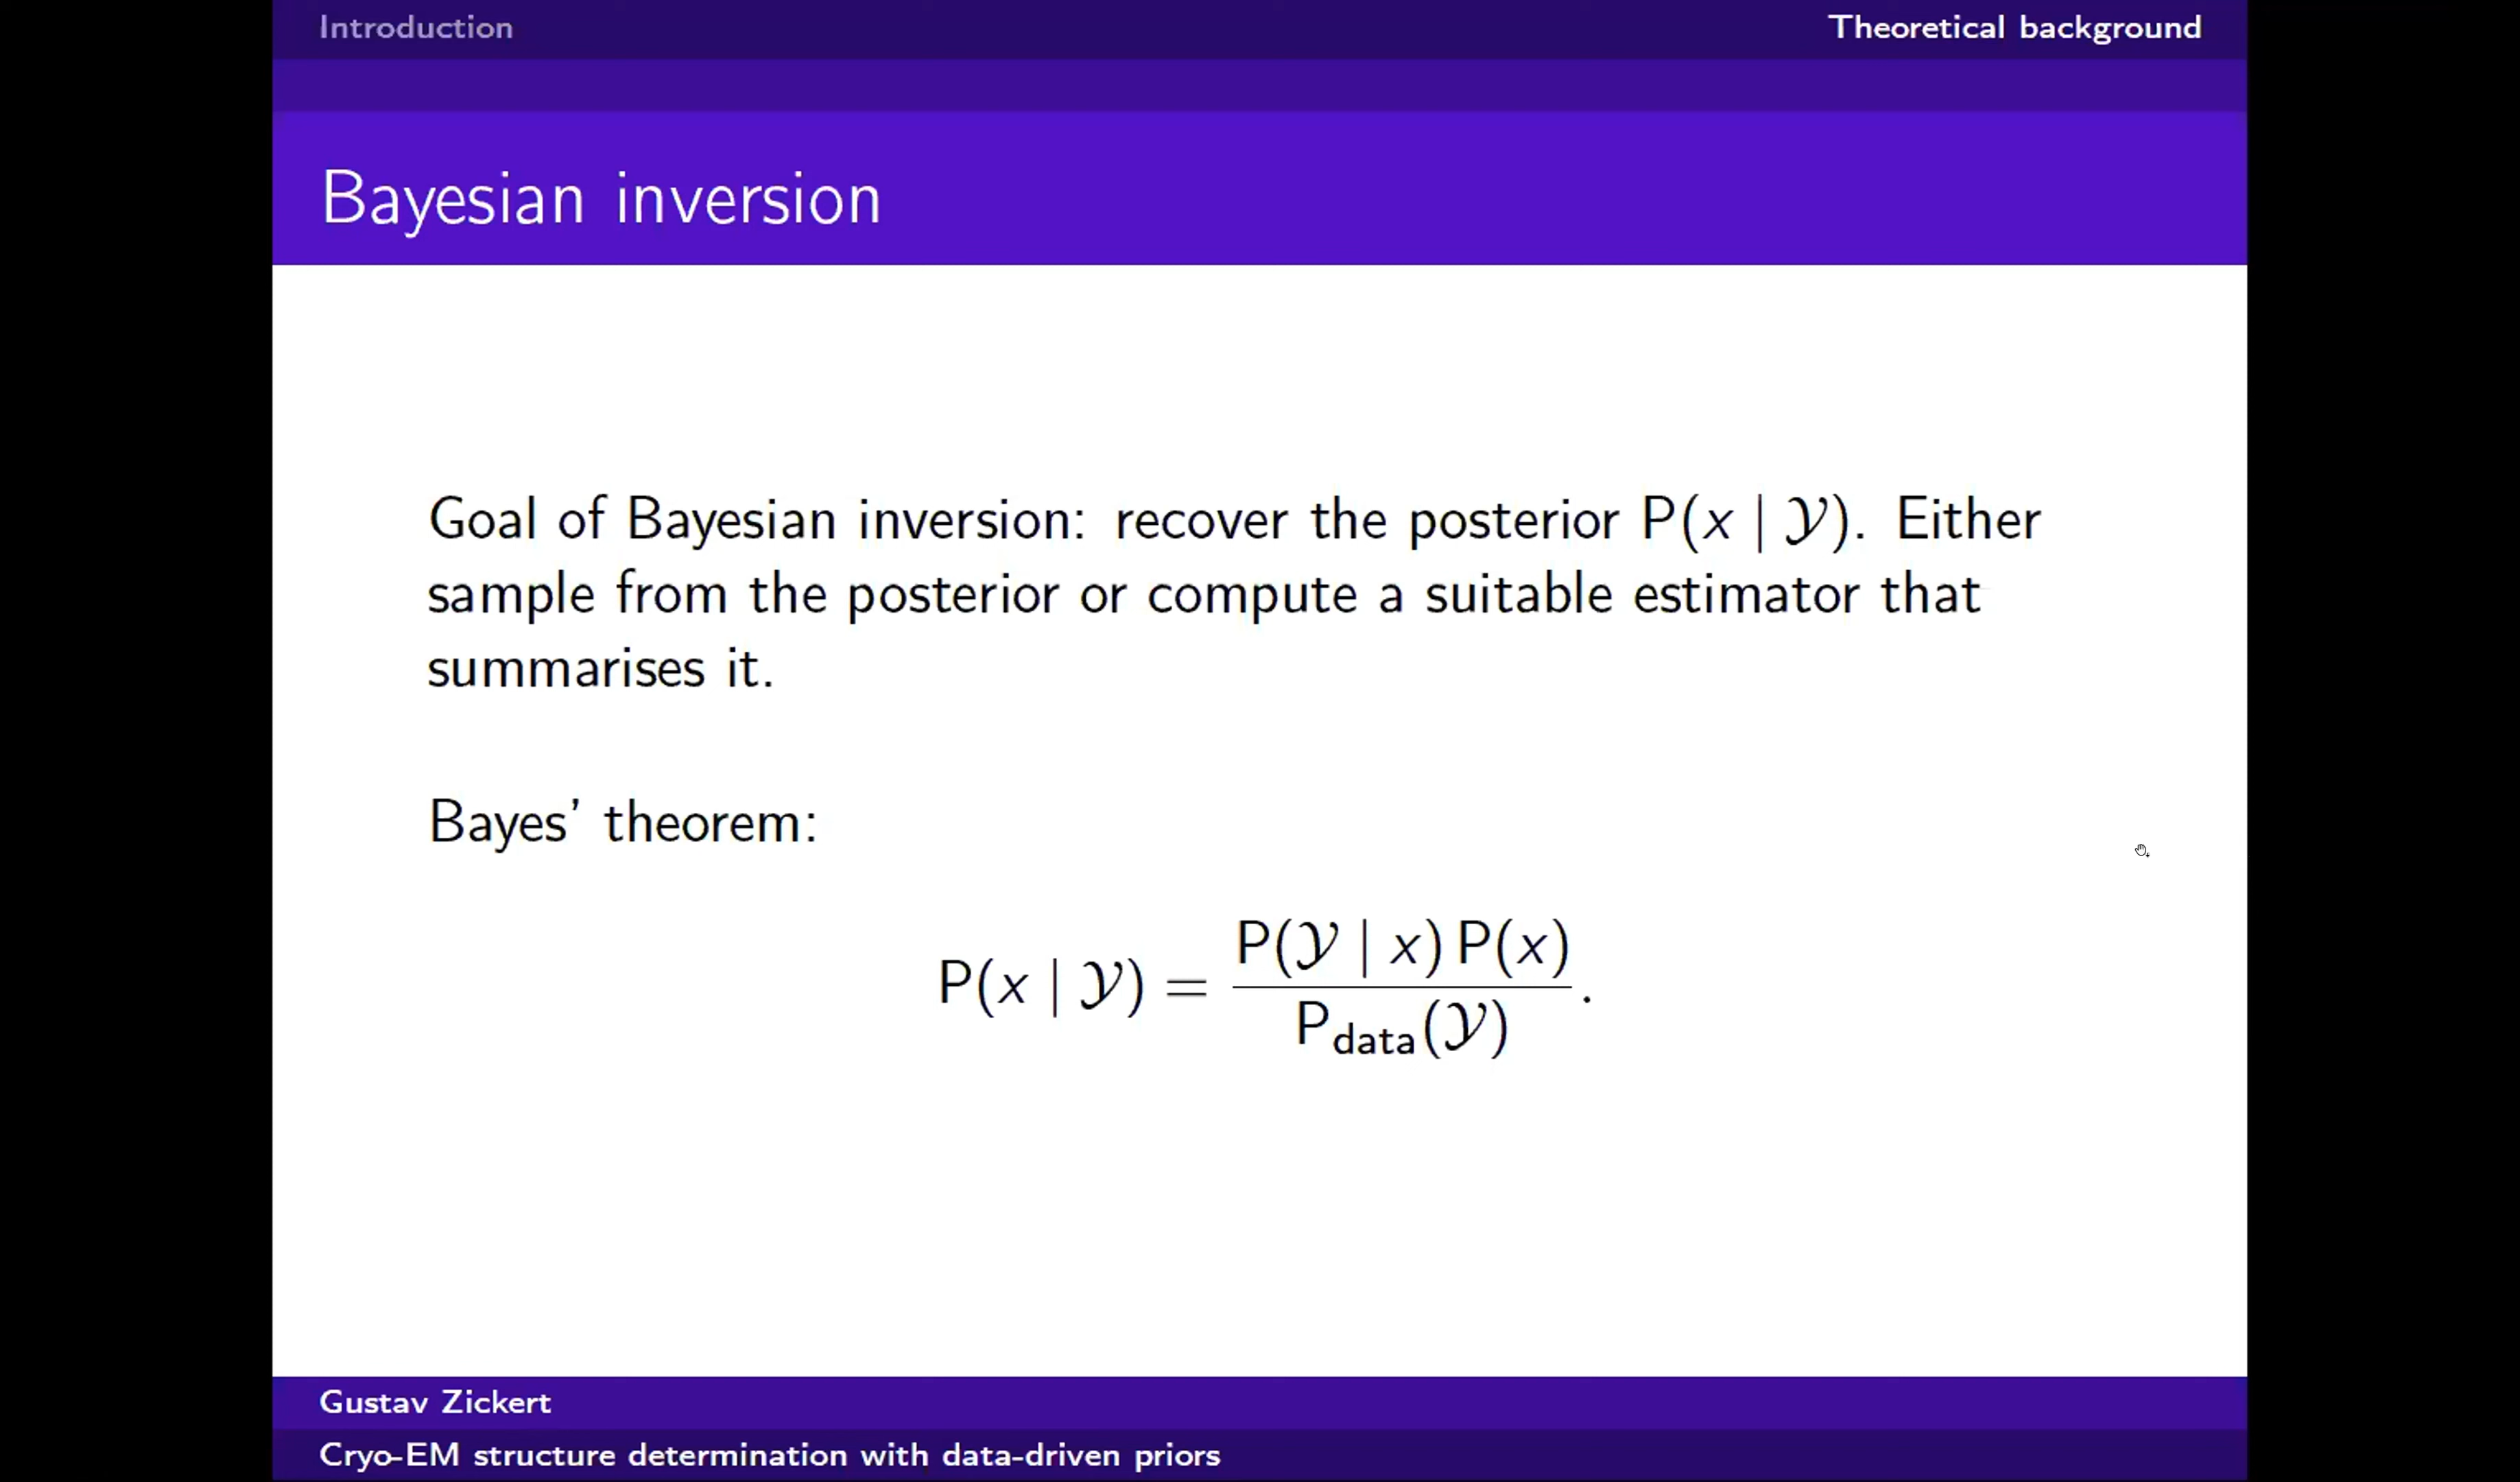 Introduction
Theoretical background
Bayesian inversion
Goal of Bayesian inversion: recover the posterior P(x | 𝒴). Either
sample from the posterior or compute a suitable estimator that
summarises it.
Bayes’ theorem:
P(x | 𝒴) = P(𝒴 | x) P(x) / P_data(𝒴).
Gustav Zickert
Cryo-EM structure determination with data-driven priors